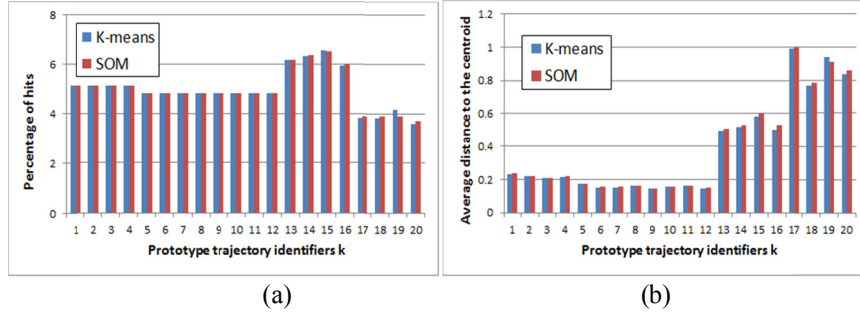 (a)
8
6
4
2
0
Percentage of hits
K-means
SOM
1 2 3 4 5 6 7 8 9 10 11 12 13 14 15 16 17 18 19 20
Prototype trajectory identifiers k
(b)
1.2
1
0.8
0.6
0.4
0.2
0
Average distance to the centroid
K-means
SOM
1 2 3 4 5 6 7 8 9 10 11 12 13 14 15 16 17 18 19 20
Prototype trajectory identifiers k
(a)
(b)